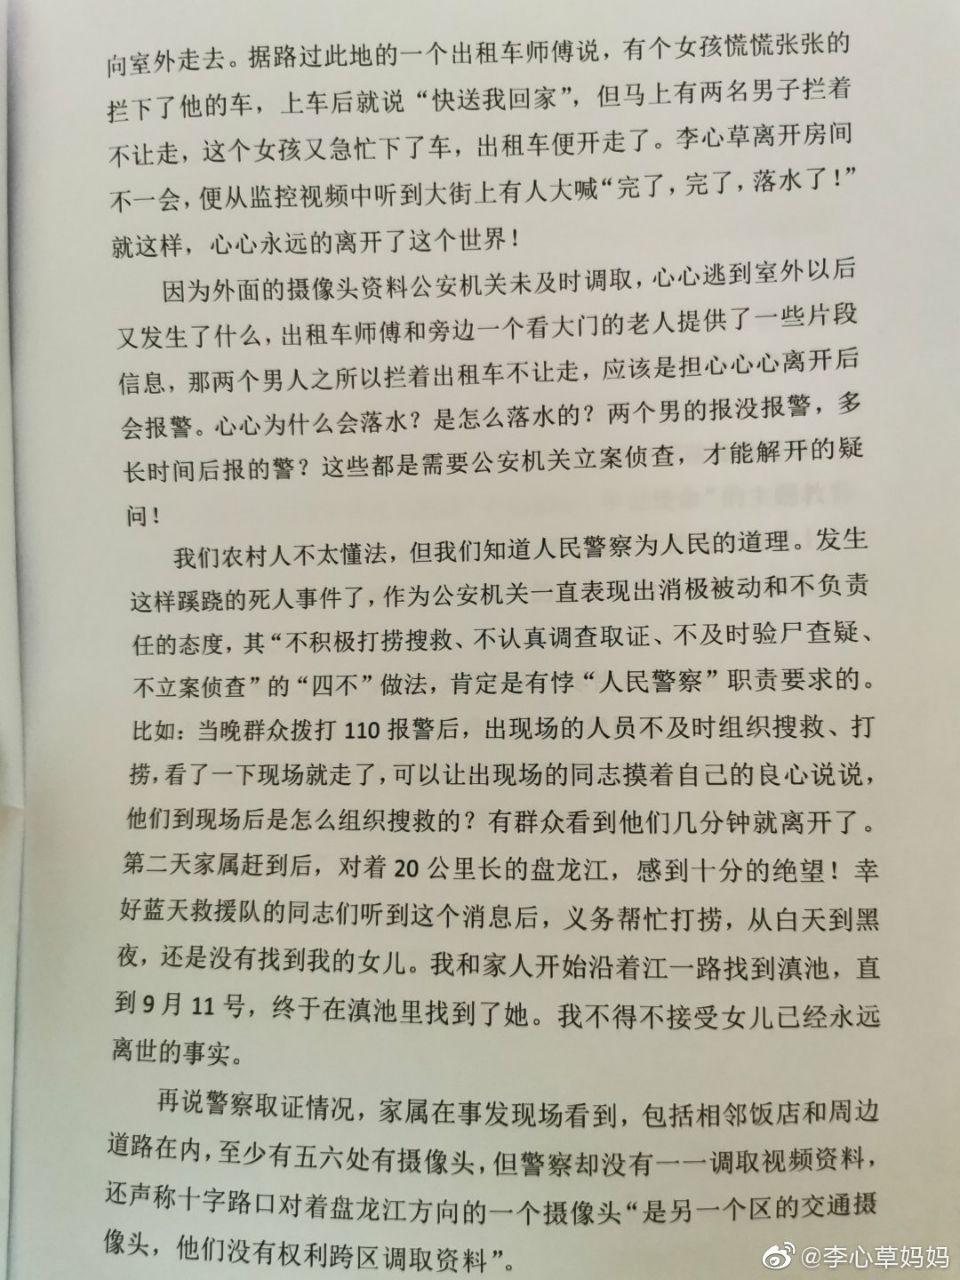 向室外走去。据路过此地的一个出租车师傅说，有个女孩慌慌张张的
拦下了他的车，上车后就说“快送我回家”，但马上有两名男子拦着
不让走，这个女孩又急忙下了车，出租车便开走了。李心草离开房间
不一会，便从监控视频中听到大街上有人大喊“完了，完了，落水了！”
就这样，心心永远的离开了这个世界！
因为外面的摄像头资料公安机关未及时调取，心心逃到室外以后
又发生了什么，出租车师傅和旁边一个看大门的老人提供了一些片段
信息，那两个男人之所以拦着出租车不让走，应该是担心心心离开后
会报警。心心为什么会落水？是怎么落水的？两个男的报没报警，多
长时间后报的警？这些都是需要公安机关立案侦查，才能解开的疑
问！
我们农村人不太懂法，但我们知道人民警察为人民的道理。发生
这样蹊跷的死人事件了，作为公安机关一直表现出消极被动和不负责
任的态度，其“不积极打捞搜救、不认真调查取证、不及时验尸查疑、
不立案侦查”的“四不”做法，肯定是有悖“人民警察”职责要求的。
比如：当晚群众拨打 110 报警后，出现场的人员不及时组织搜救、打
捞，看了一下现场就走了，可以让出现场的同志摸着自己的良心说说，
他们到现场后是怎么组织搜救的？有群众看到他们几分钟就离开了。
第二天家属赶到后，对着 20 公里长的盘龙江，感到十分的绝望！幸
好蓝天救援队的同志们听到这个消息后，义务帮忙打捞，从白天到黑
夜，还是没有找到我的女儿。我和家人开始沿着江一路找到滇池，直
到 9 月 11 号，终于在滇池里找到了她。我不得不接受女儿已经永远
离世的事实。
再说警察取证情况，家属在事发现场看到，包括相邻饭店和周边
道路在内，至少有五六处有摄像头，但警察却没有一一调取视频资料，
还声称十字路口对着盘龙江方向的一个摄像头“是另一个区的交通摄
像头，他们没有权利跨区调取资料”。
@李心草妈妈